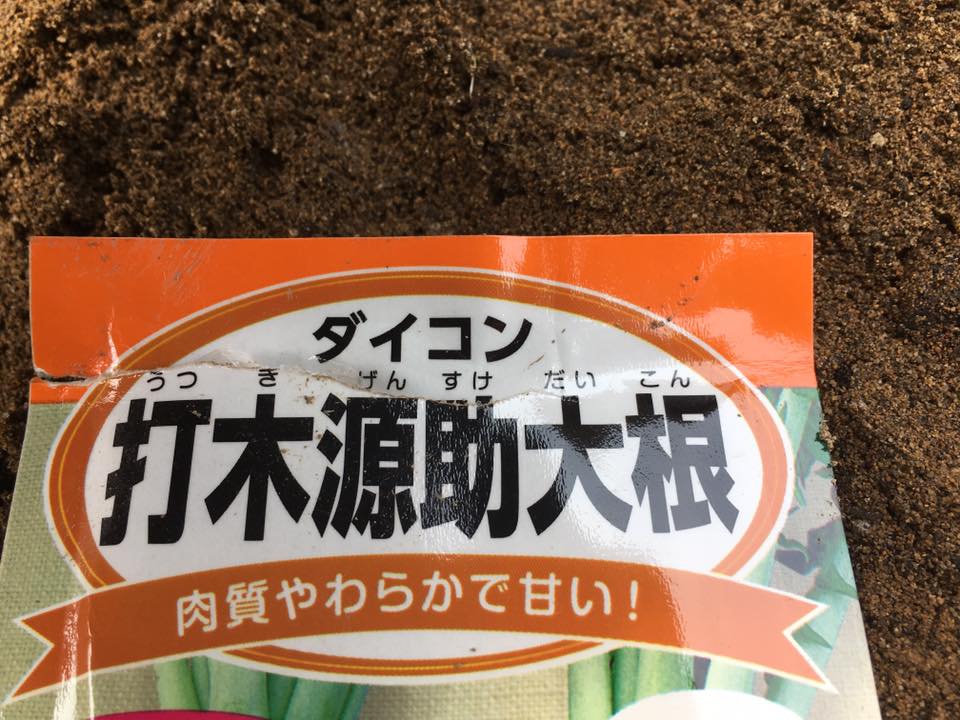 ダイコン
うつ き げん すけ だい こん
打木源助大根
肉質やわらかで甘い!